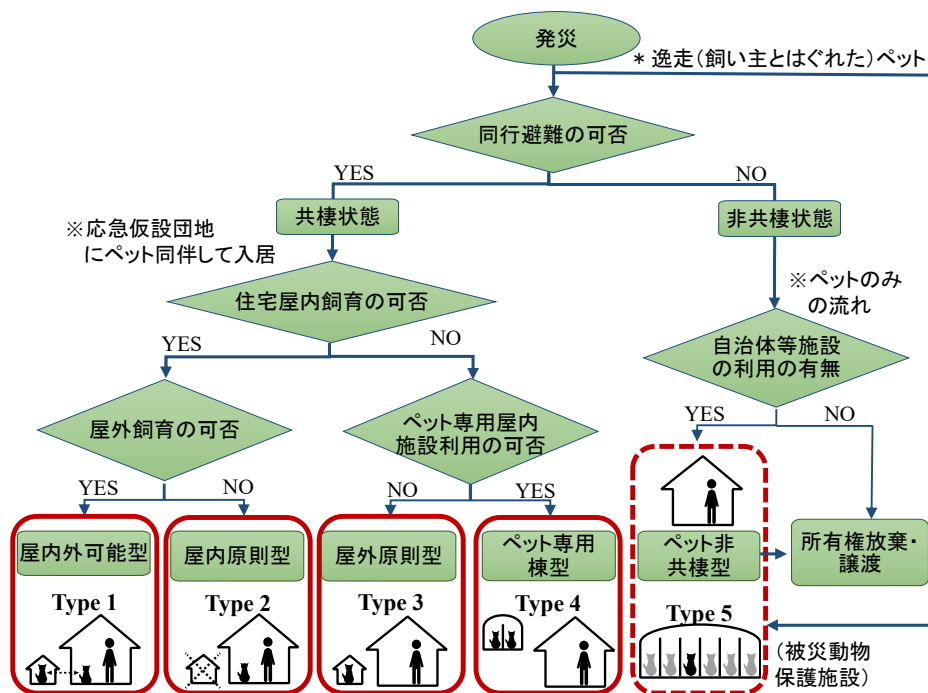 発災
* 逸走(飼い主とはぐれた)ペット
同行避難の可否
YES
NO
共棲状態
非共棲状態
※応急仮設団地
にペット同伴して入居
※ペットのみ
の流れ
住宅屋内飼育の可否
自治体等施設
の利用の有無
YES
NO
YES
NO
屋外飼育の可否
ペット専用屋内
施設利用の可否
YES
NO
NO
YES
屋内外可能型
屋内原則型
屋外原則型
ペット専用
棟型
ペット非
共棲型
所有権放棄・
譲渡
Type 1
Type 2
Type 3
Type 4
Type 5
(被災動物
保護施設)